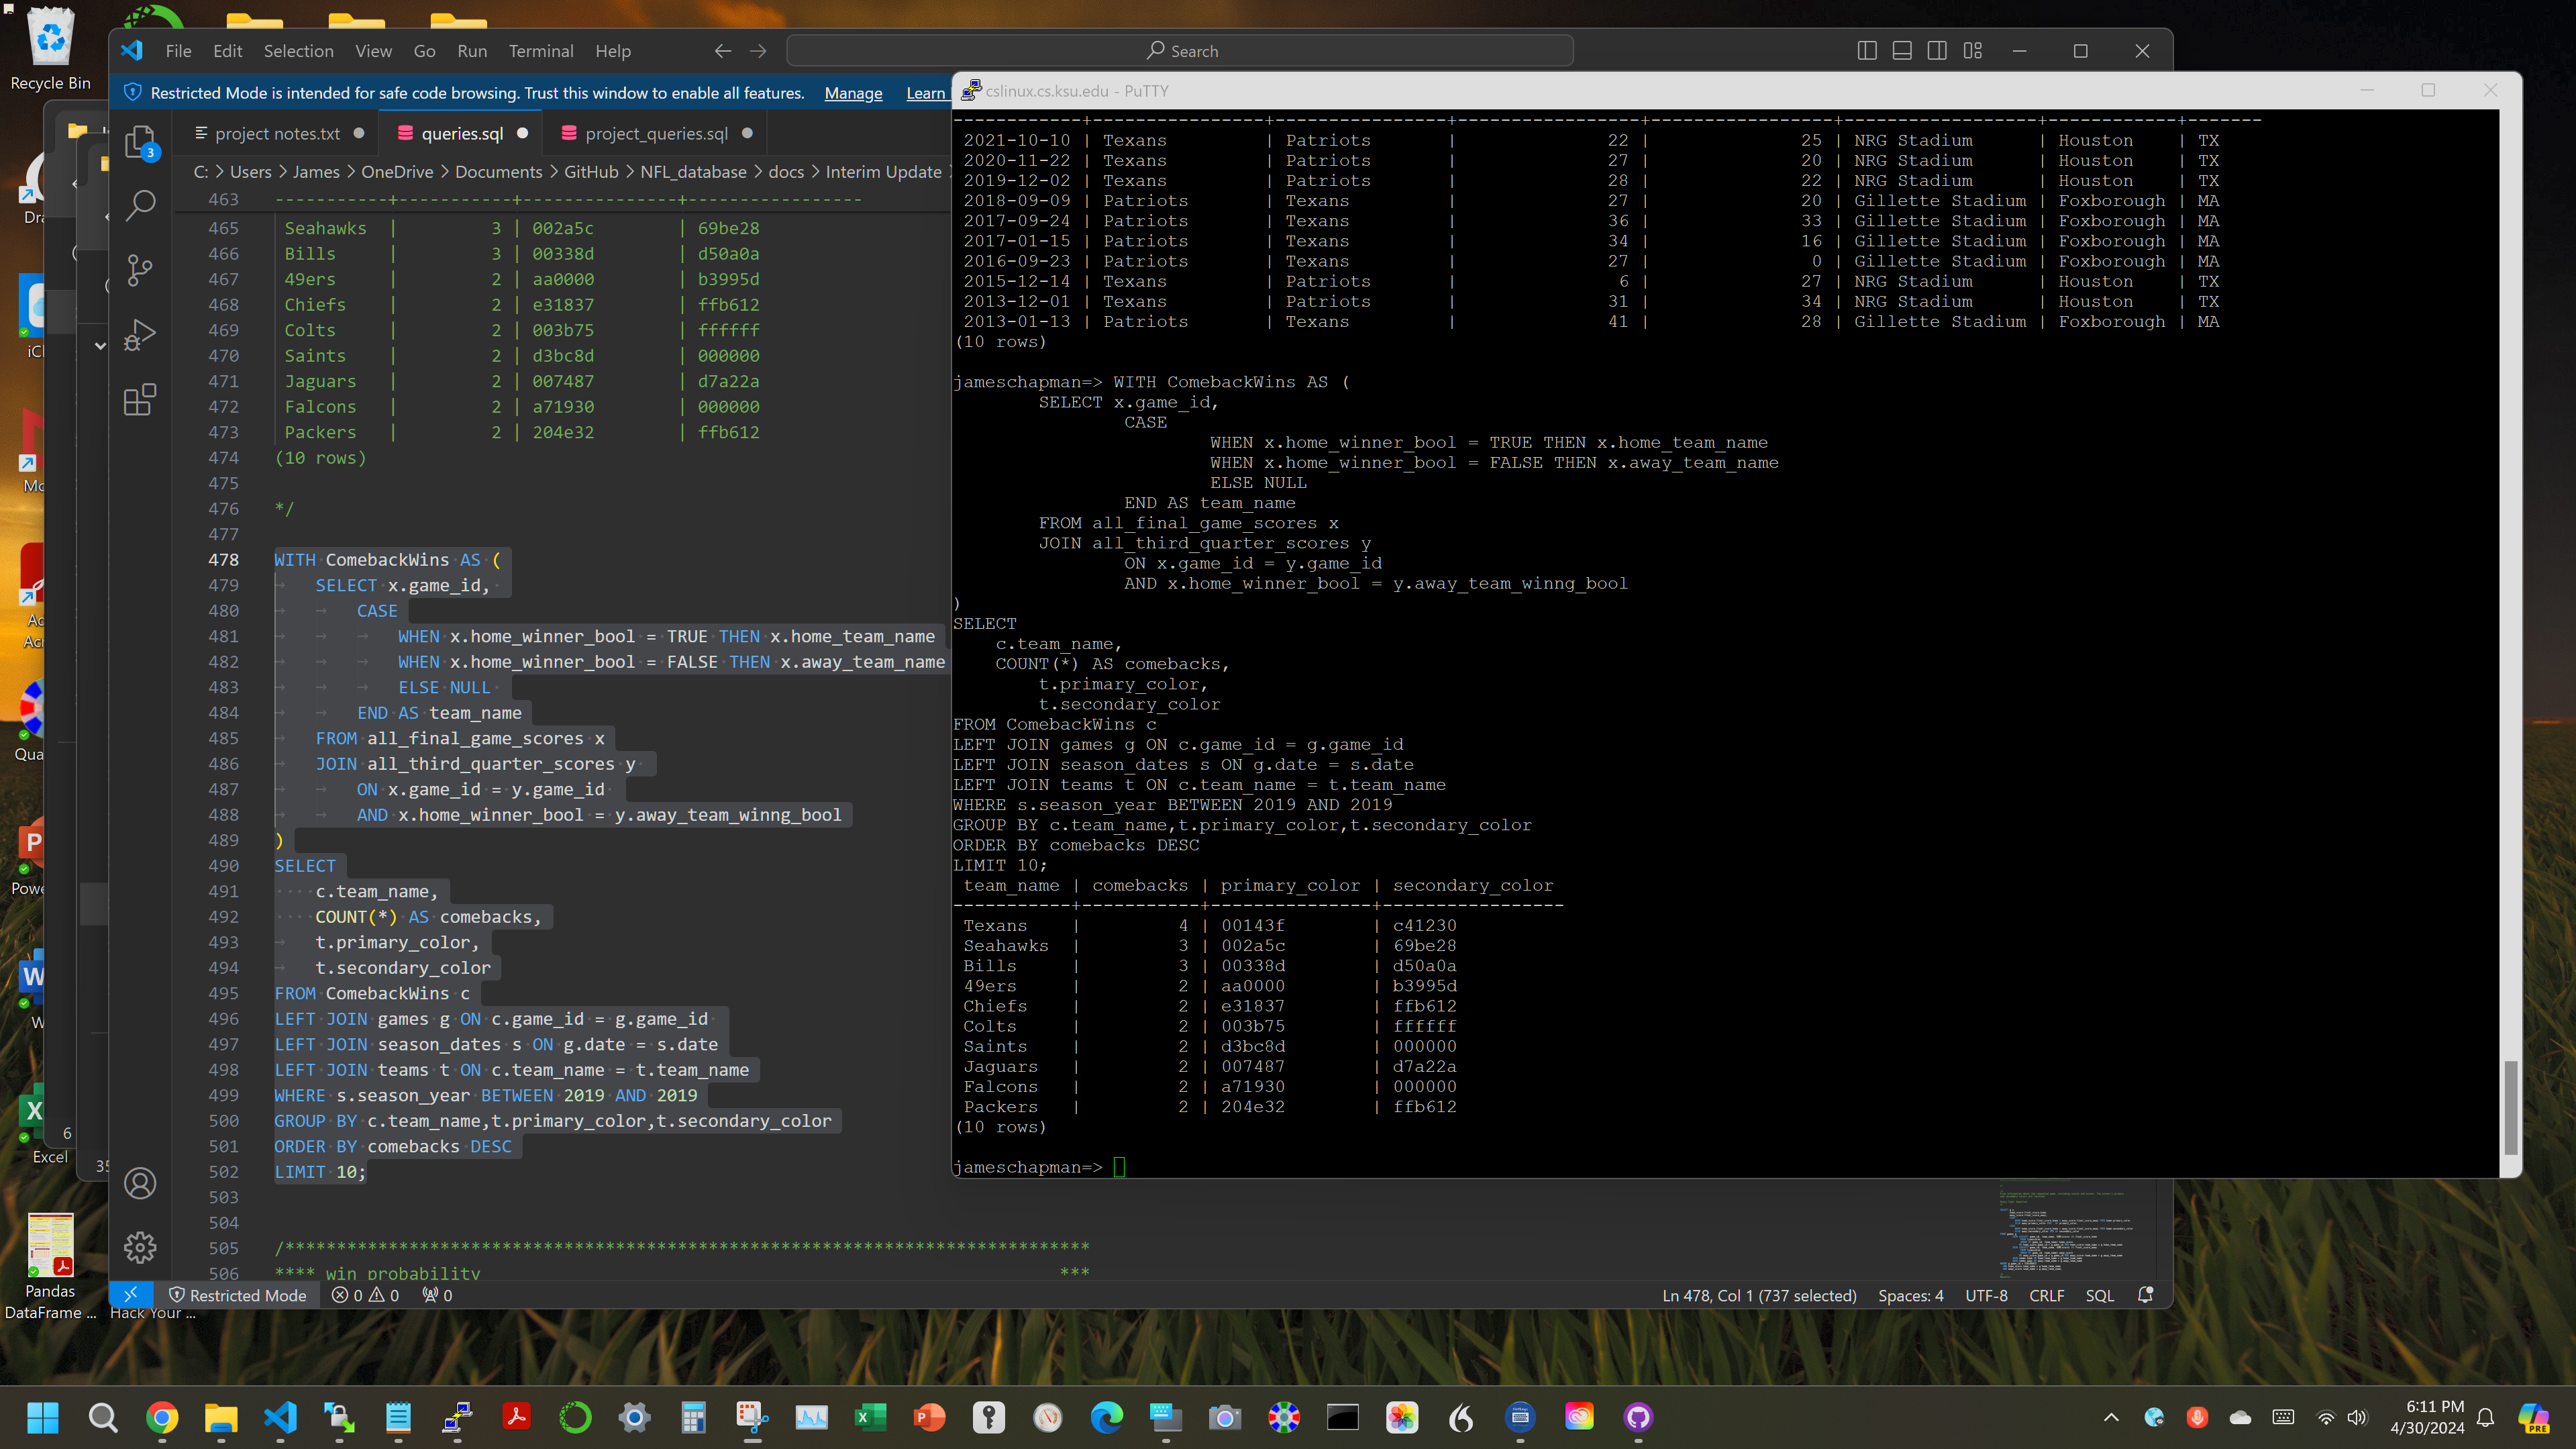 Recycle Bin
File Edit Selection View Go Run Terminal Help
Search
Restricted Mode is intended for safe code browsing. Trust this window to enable all features. Manage Learn
project notes.txt
queries.sql
project_queries.sql
C: > Users > James > OneDrive > Documents > GitHub > NFL_database > docs > Interim Update
463 -----------+-----------+---------------+-----------------
465 Seahawks | 3 | 002a5c | 69be28
466 Bills | 3 | 00338d | d50a0a
467 49ers | 2 | aa0000 | b3995d
468 Chiefs | 2 | e31837 | ffb612
469 Colts | 2 | 003b75 | ffffff
470 Saints | 2 | d3bc8d | 000000
471 Jaguars | 2 | 007487 | d7a22a
472 Falcons | 2 | a71930 | 000000
473 Packers | 2 | 204e32 | ffb612
474 (10 rows)
475
476 */
477
478 WITH ComebackWins AS (
479 SELECT x.game_id,
480 CASE
481 WHEN x.home_winner_bool = TRUE THEN x.home_team_name
482 WHEN x.home_winner_bool = FALSE THEN x.away_team_name
483 ELSE NULL
484 END AS team_name
485 FROM all_final_game_scores x
486 JOIN all_third_quarter_scores y
487 ON x.game_id = y.game_id
488 AND x.home_winner_bool = y.away_team_winng_bool
489 )
490 SELECT
491 c.team_name,
492 COUNT(*) AS comebacks,
493 t.primary_color,
494 t.secondary_color
495 FROM ComebackWins c
496 LEFT JOIN games g ON c.game_id = g.game_id
497 LEFT JOIN season_dates s ON g.date = s.date
498 LEFT JOIN teams t ON c.team_name = t.team_name
499 WHERE s.season_year BETWEEN 2019 AND 2019
500 GROUP BY c.team_name,t.primary_color,t.secondary_color
501 ORDER BY comebacks DESC
502 LIMIT 10;
503
504
505 /******************************************************************************
506 **** win probability ***
Restricted Mode 0 0 0
Ln 478, Col 1 (737 selected) Spaces: 4 UTF-8 CRLF SQL
cslinux.cs.ksu.edu - PuTTY
------------+-----------------+-----------------+-----------------+-----------------+------------------+------------+-------
2021-10-10 | Texans | Patriots | 22 | 25 | NRG Stadium | Houston | TX
2020-11-22 | Texans | Patriots | 27 | 20 | NRG Stadium | Houston | TX
2019-12-02 | Texans | Patriots | 28 | 22 | NRG Stadium | Houston | TX
2018-09-09 | Patriots | Texans | 27 | 20 | Gillette Stadium | Foxborough | MA
2017-09-24 | Patriots | Texans | 36 | 33 | Gillette Stadium | Foxborough | MA
2017-01-15 | Patriots | Texans | 34 | 16 | Gillette Stadium | Foxborough | MA
2016-09-23 | Patriots | Texans | 27 | 0 | Gillette Stadium | Foxborough | MA
2015-12-14 | Texans | Patriots | 6 | 27 | NRG Stadium | Houston | TX
2013-12-01 | Texans | Patriots | 31 | 34 | NRG Stadium | Houston | TX
2013-01-13 | Patriots | Texans | 41 | 28 | Gillette Stadium | Foxborough | MA
(10 rows)
jameschapman=> WITH ComebackWins AS (
SELECT x.game_id,
CASE
WHEN x.home_winner_bool = TRUE THEN x.home_team_name
WHEN x.home_winner_bool = FALSE THEN x.away_team_name
ELSE NULL
END AS team_name
FROM all_final_game_scores x
JOIN all_third_quarter_scores y
ON x.game_id = y.game_id
AND x.home_winner_bool = y.away_team_winng_bool
)
SELECT
c.team_name,
COUNT(*) AS comebacks,
t.primary_color,
t.secondary_color
FROM ComebackWins c
LEFT JOIN games g ON c.game_id = g.game_id
LEFT JOIN season_dates s ON g.date = s.date
LEFT JOIN teams t ON c.team_name = t.team_name
WHERE s.season_year BETWEEN 2019 AND 2019
GROUP BY c.team_name,t.primary_color,t.secondary_color
ORDER BY comebacks DESC
LIMIT 10;
team_name | comebacks | primary_color | secondary_color
-----------+-----------+---------------+-----------------
Texans | 4 | 00143f | c41230
Seahawks | 3 | 002a5c | 69be28
Bills | 3 | 00338d | d50a0a
49ers | 2 | aa0000 | b3995d
Chiefs | 2 | e31837 | ffb612
Colts | 2 | 003b75 | ffffff
Saints | 2 | d3bc8d | 000000
Jaguars | 2 | 007487 | d7a22a
Falcons | 2 | a71930 | 000000
Packers | 2 | 204e32 | ffb612
(10 rows)
jameschapman=>
3
6
35
Dra
iCl
Mo
Ac
Acr
Qua
Powe
W
Excel
Pandas
DataFrame ...
Hack Your ...
6:11 PM
4/30/2024
PRE